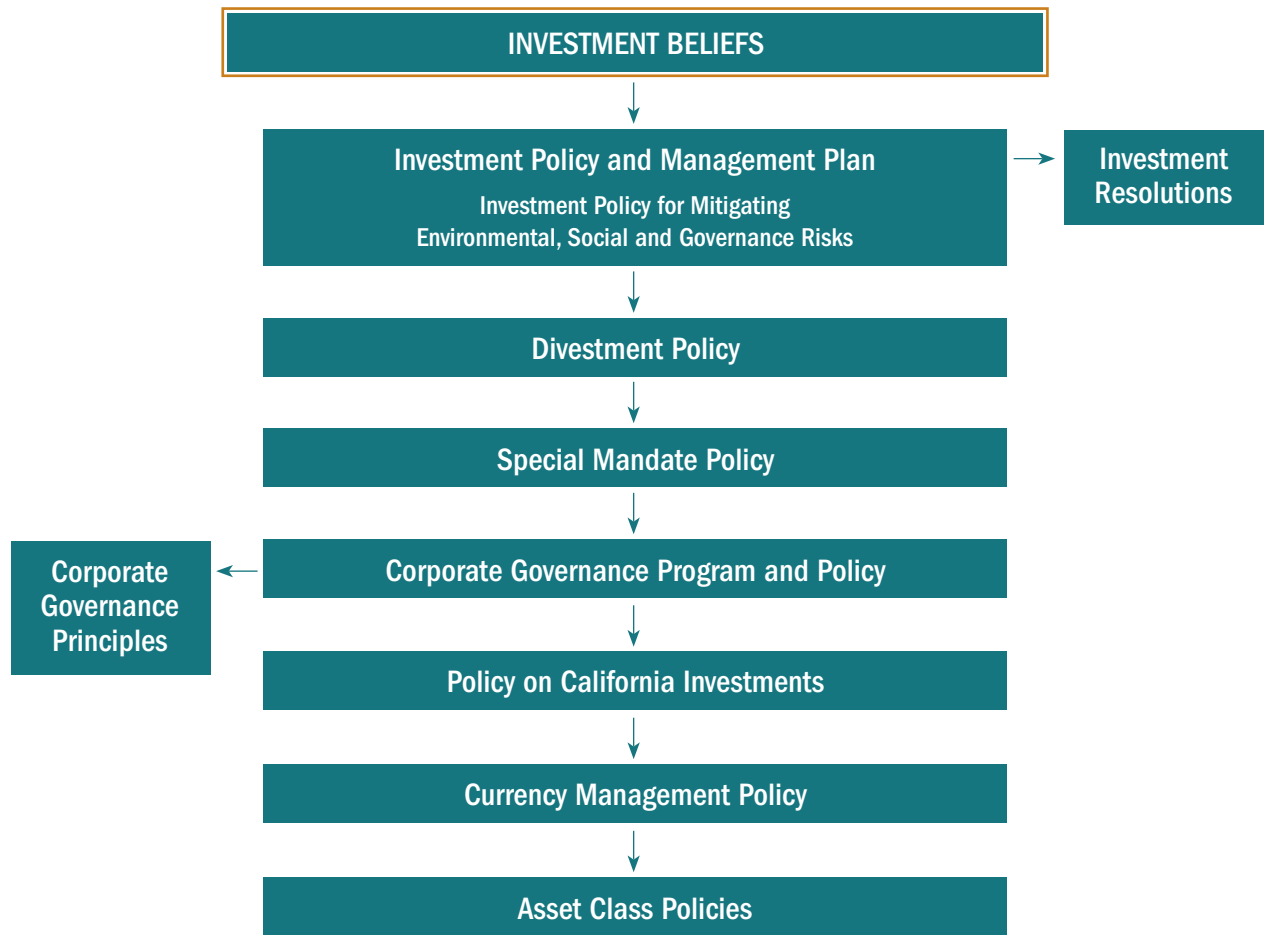 INVESTMENT BELIEFS
Investment Policy and Management Plan
Investment Policy for Mitigating
Environmental, Social and Governance Risks
Investment
Resolutions
Divestment Policy
Special Mandate Policy
Corporate Governance Program and Policy
Corporate
Governance
Principles
Policy on California Investments
Currency Management Policy
Asset Class Policies